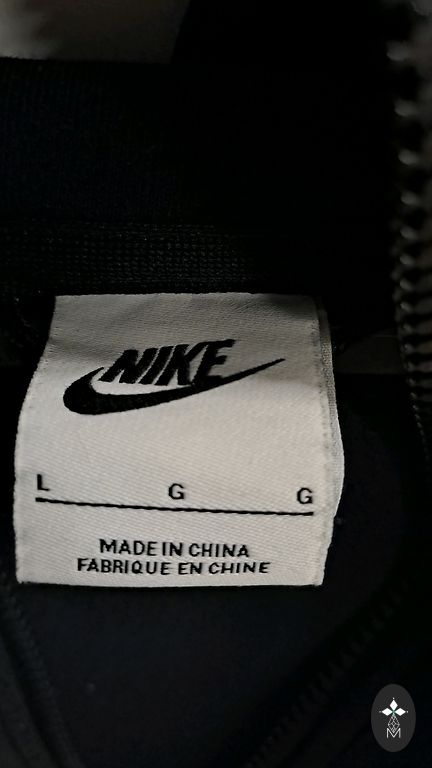 NIKE
L G G
MADE IN CHINA
FABRIQUE EN CHINE
M